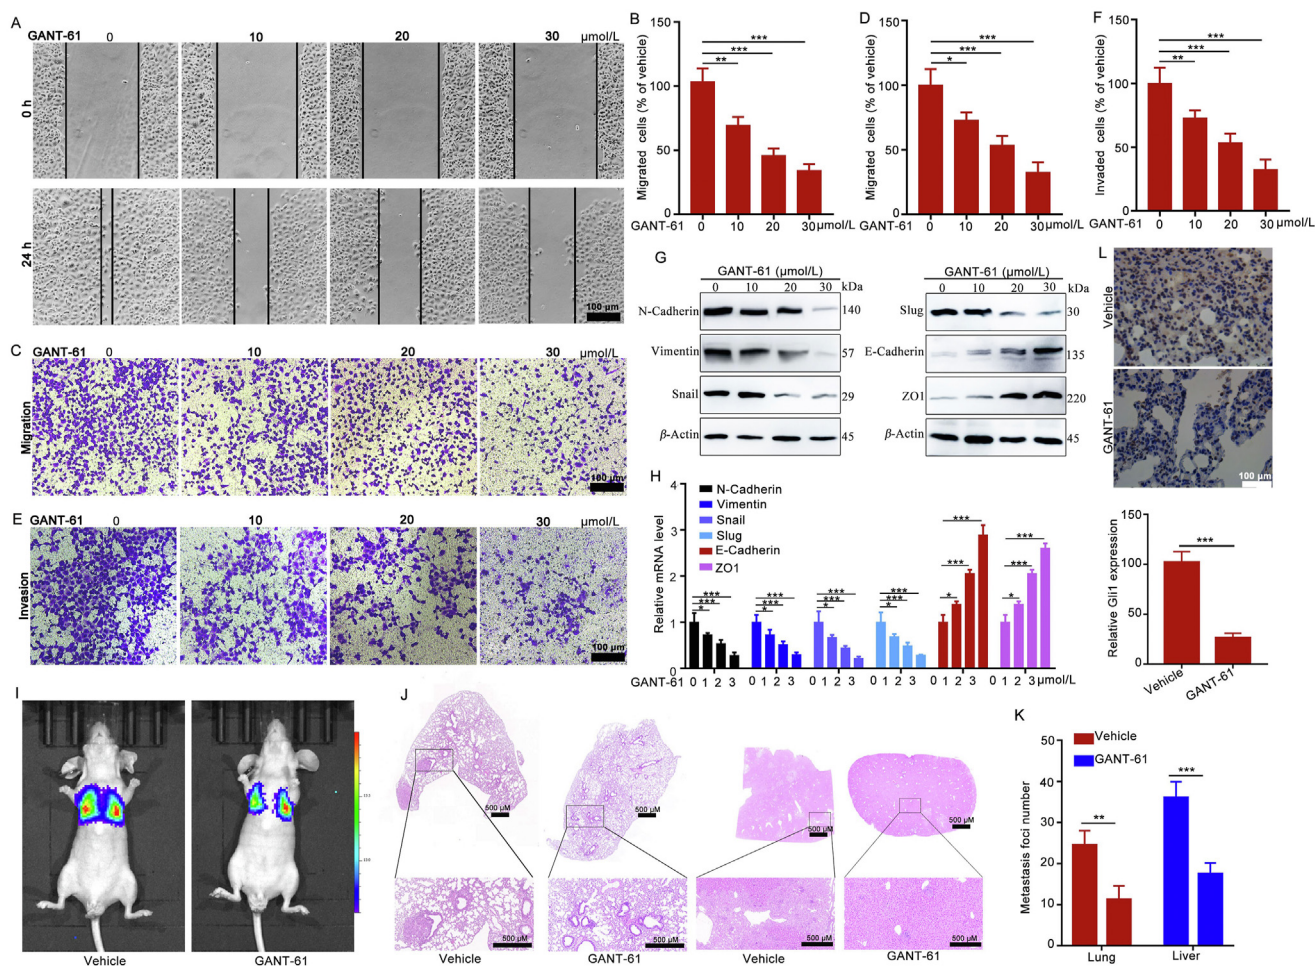 A
GANT-61 0 10 20 30 μmol/L
0 h
24 h
100 μm
B
Migrated cells (% of vehicle)
150
100
50
0
*** 
***
**
GANT-61 0 10 20 30 μmol/L
D
Migrated cells (% of vehicle)
150
100
50
0
***
***
*
GANT-61 0 10 20 30 μmol/L
F
Invaded cells (% of vehicle)
150
100
50
0
***
***
**
GANT-61 0 10 20 30 μmol/L
C
GANT-61 0 10 20 30 μmol/L
Migration
100 μm
E
GANT-61 0 10 20 30 μmol/L
Invasion
100 μm
G
GANT-61 (μmol/L)
0 10 20 30 kDa
N-Cadherin 140
Vimentin 57
Snail 29
β-Actin 45
GANT-61 (μmol/L)
0 10 20 30 kDa
Slug 30
E-Cadherin 135
ZO1 220
β-Actin 45
L
Vehicle
GANT-61
100 μm
Relative Gli1 expression
150
100
50
0
***
Vehicle
GANT-61
H
Relative mRNA level
4
3
2
1
0
N-Cadherin
Vimentin
Snail
Slug
E-Cadherin
ZO1
***
***
*
***
***
*
***
***
*
***
***
*
***
***
*
***
***
*
GANT-61 0 1 2 3 0 1 2 3 0 1 2 3 0 1 2 3 0 1 2 3 0 1 2 3 μmol/L
I
Vehicle
GANT-61
J
500 μM
500 μM
500 μM
500 μM
500 μM
500 μM
500 μM
500 μM
Vehicle
GANT-61
Vehicle
GANT-61
K
Vehicle
GANT-61
Metastasis foci number
50
40
30
20
10
0
**
***
Lung
Liver